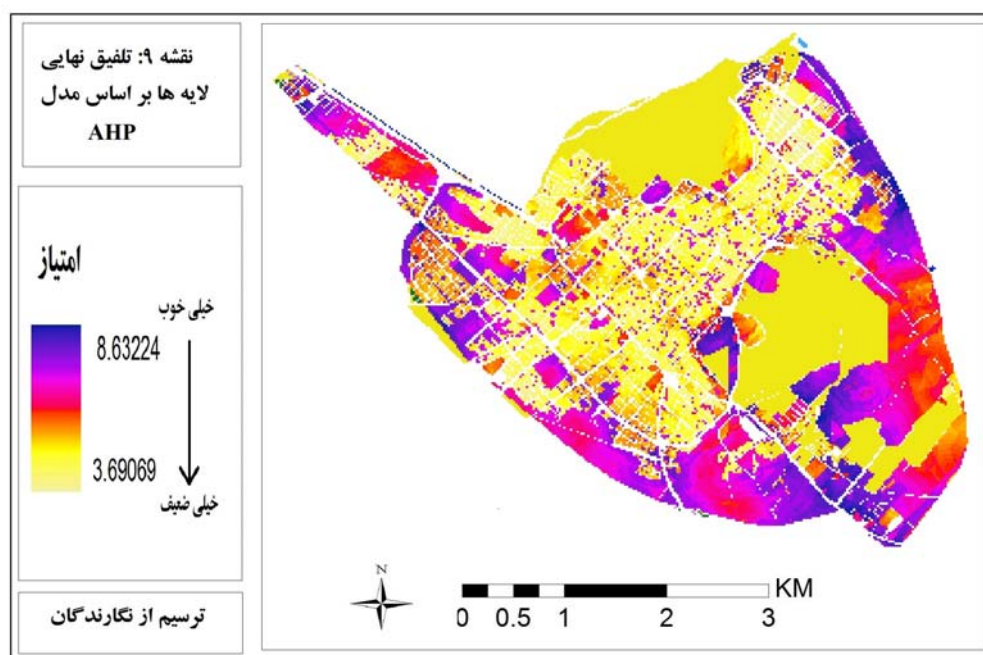 نقشه ۹: تلفیق نهایی
لایه ها بر اساس مدل
AHP
امتیاز
خیلی خوب
8.63224
3.69069
خیلی ضعیف
ترسیم از نگارندگان
N
KM
0 0.5 1 2 3